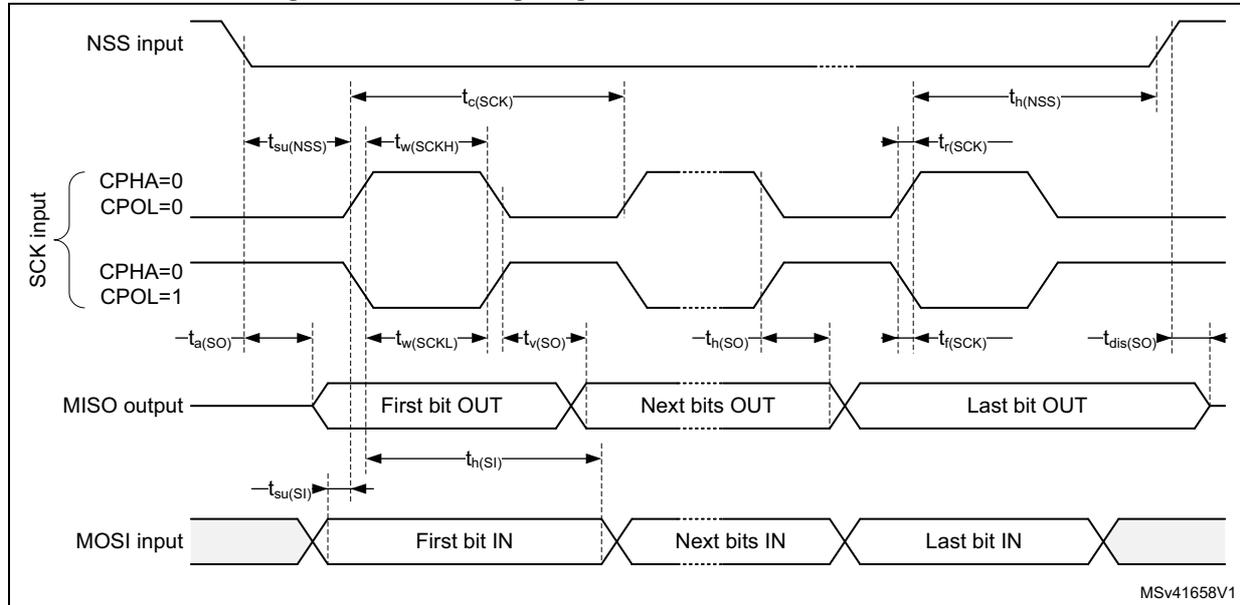 NSS input
tc(SCK)
th(NSS)
tsu(NSS)
tw(SCKH)
tr(SCK)
CPHA=0
CPOL=0
SCK input
CPHA=0
CPOL=1
ta(SO)
tw(SCKL)
tv(SO)
th(SO)
tf(SCK)
tdis(SO)
MISO output
First bit OUT
Next bits OUT
Last bit OUT
th(SI)
tsu(SI)
MOSI input
First bit IN
Next bits IN
Last bit IN
MSv41658V1